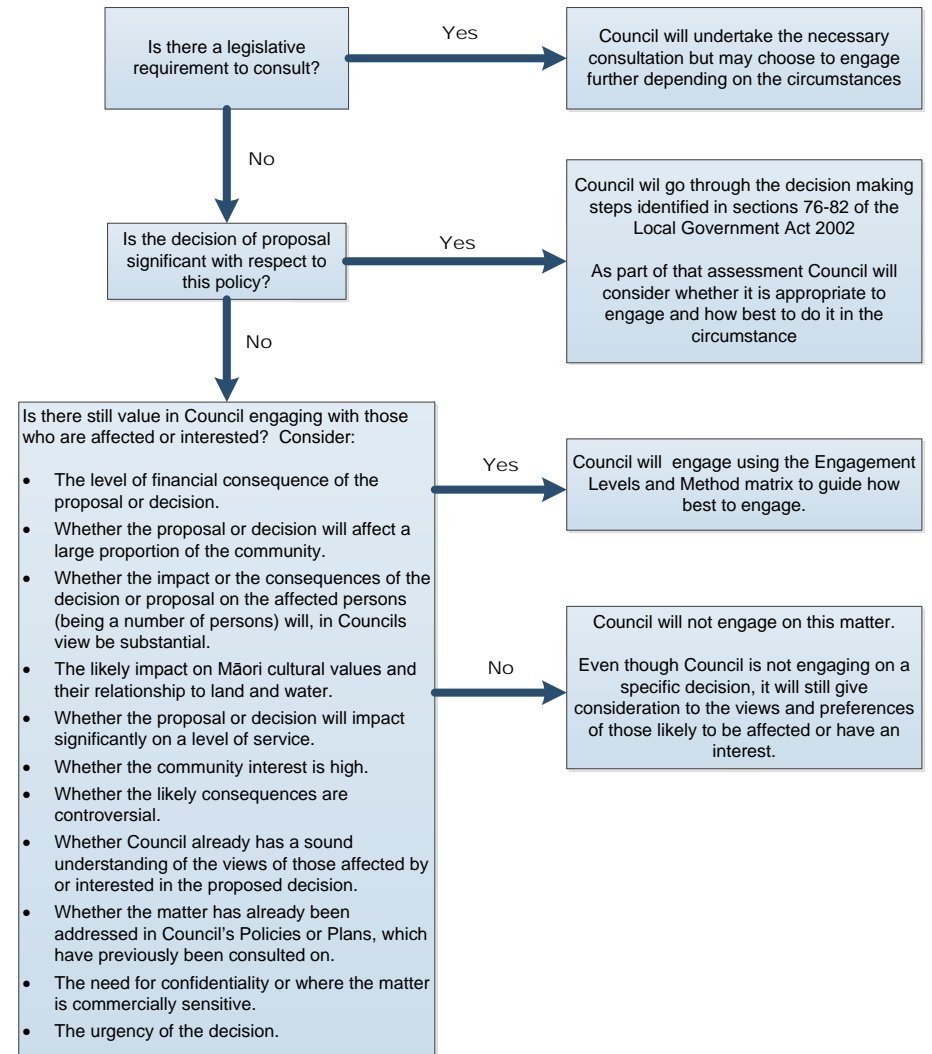 Is there a legislative
requirement to consult?
Yes
Council will undertake the necessary
consultation but may choose to engage
further depending on the circumstances
No
Is the decision of proposal
significant with respect to
this policy?
Yes
Council wil go through the decision making
steps identified in sections 76-82 of the
Local Government Act 2002
As part of that assessment Council will
consider whether it is appropriate to
engage and how best to do it in the
circumstance
No
Is there still value in Council engaging with those
who are affected or interested?  Consider:
• The level of financial consequence of the
proposal or decision.
• Whether the proposal or decision will affect a
large proportion of the community.
• Whether the impact or the consequences of the
decision or proposal on the affected persons
(being a number of persons) will, in Councils
view be substantial.
• The likely impact on Māori cultural values and
their relationship to land and water.
• Whether the proposal or decision will impact
significantly on a level of service.
• Whether the community interest is high.
• Whether the likely consequences are
controversial.
• Whether Council already has a sound
understanding of the views of those affected by
or interested in the proposed decision.
• Whether the matter has already been
addressed in Council's Policies or Plans, which
have previously been consulted on.
• The need for confidentiality or where the matter
is commercially sensitive.
• The urgency of the decision.
Yes
Council will  engage using the Engagement
Levels and Method matrix to guide how
best to engage.
No
Council will not engage on this matter.
Even though Council is not engaging on a
specific decision, it will still give
consideration to the views and preferences
of those likely to be affected or have an
interest.